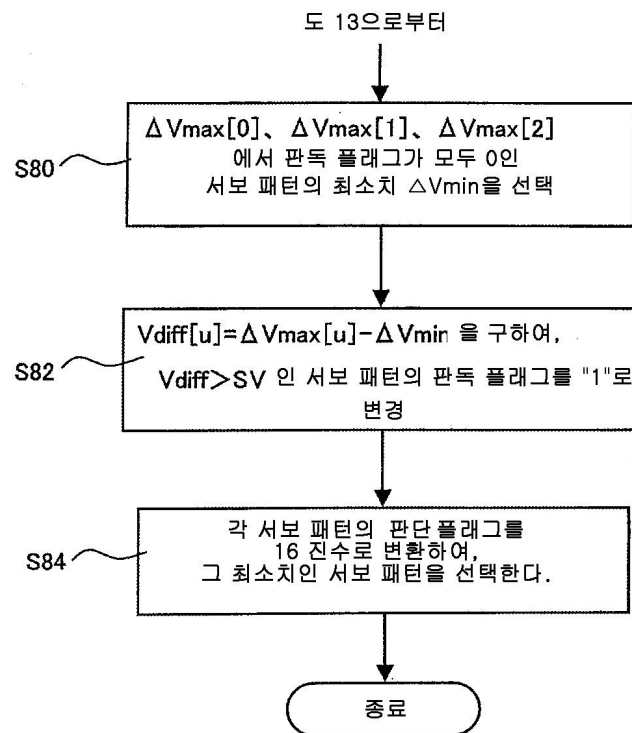 도 13으로부터
S80
ΔVmax[0]、ΔVmax[1]、ΔVmax[2]
에서 판독 플래그가 모두 0인
서보 패턴의 최소치 △Vmin을 선택
S82
Vdiff[u]=ΔVmax[u]-ΔVmin 을 구하여,
Vdiff>SV 인 서보 패턴의 판독 플래그를 "1"로
변경
S84
각 서보 패턴의 판단 플래그를
16 진수로 변환하여,
그 최소치인 서보 패턴을 선택한다.
종료